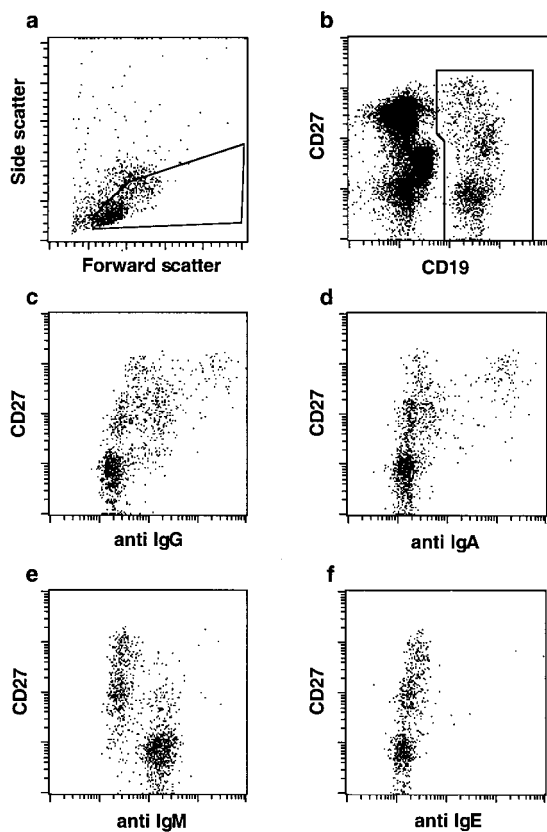 a
Side scatter
Forward scatter
b
CD27
CD19
c
CD27
anti IgG
d
CD27
anti IgA
e
CD27
anti IgM
f
CD27
anti IgE